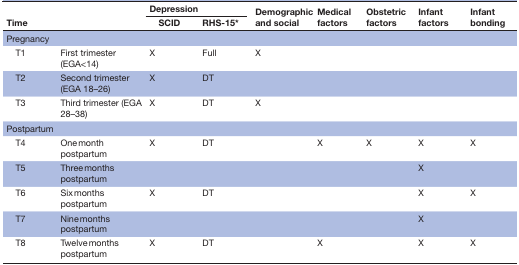 Depression Demographic Medical Obstetric Infant Infant
Time SCID RHS-15* and social factors factors factors bonding
Pregnancy
T1 First trimester X Full X
(EGA<14)
T2 Second trimester X DT
(EGA 18–26)
T3 Third trimester (EGA X DT X
28–38)
Postpartum
T4 One month X DT X X X X
postpartum
T5 Three months X
postpartum
T6 Six months X DT X X
postpartum
T7 Nine months X
postpartum
T8 Twelve months X DT X X X
postpartum